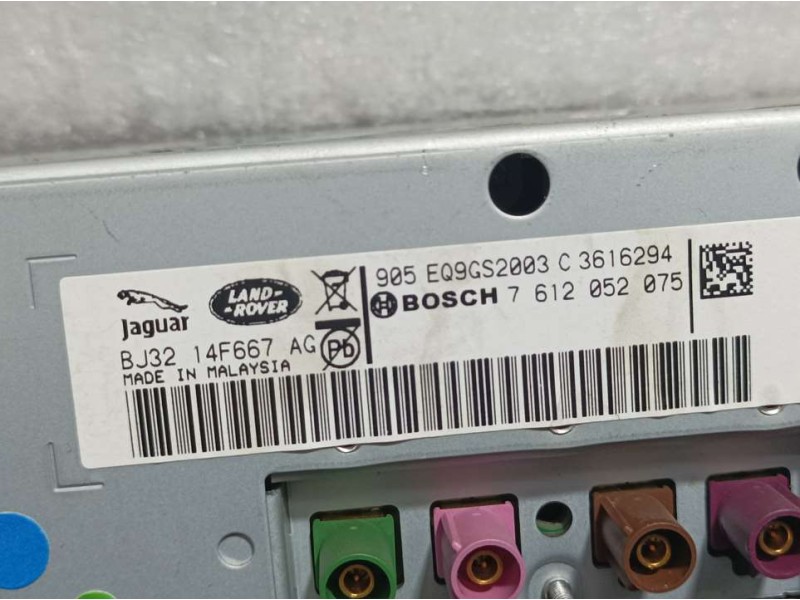 Jaguar
LAND-
ROVER
BJ32 14F667 AG
MADE IN MALAYSIA
Pb
905 EQ9GS2003 C 3616294
BOSCH 7 612 052 075